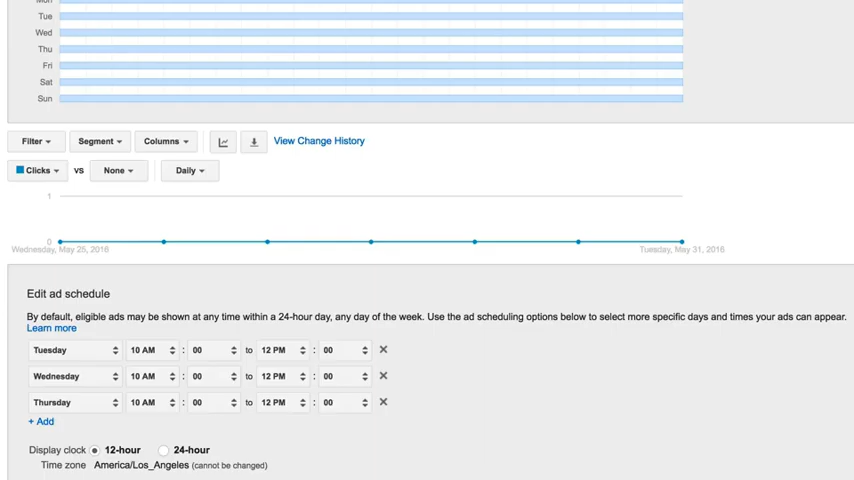 Mon
Tue
Wed
Thu
Fri
Sat
Sun
Filter Segment Columns View Change History
Clicks vs None Daily
1
0
Wednesday, May 25, 2016 Tuesday, May 31, 2016
Edit ad schedule
By default, eligible ads may be shown at any time within a 24-hour day, any day of the week. Use the ad scheduling options below to select more specific days and times your ads can appear.
Learn more
Tuesday 10 AM : 00 to 12 PM : 00
Wednesday 10 AM : 00 to 12 PM : 00
Thursday 10 AM : 00 to 12 PM : 00
+ Add
Display clock 12-hour 24-hour
Time zone America/Los_Angeles (cannot be changed)